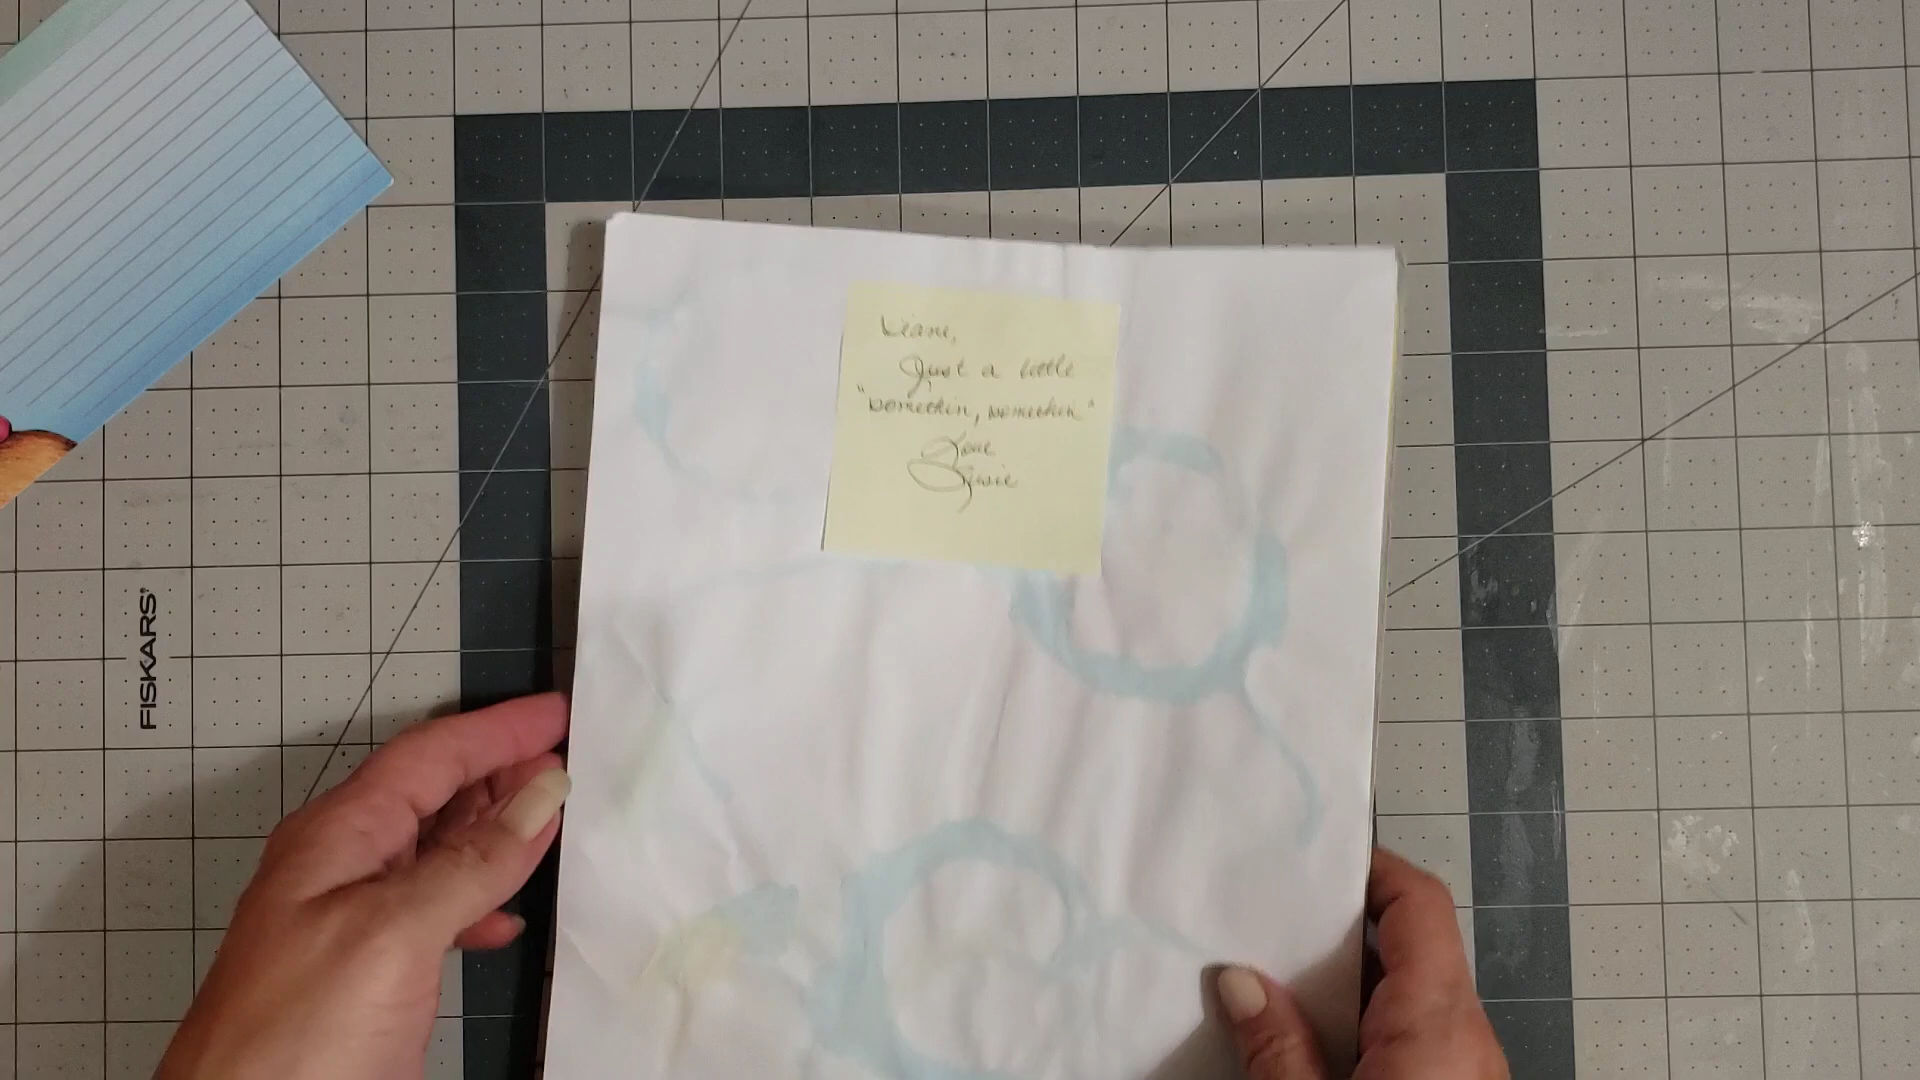 Diane,
Just a little
"somethin, somethin"
Love
Susie
FISKARS